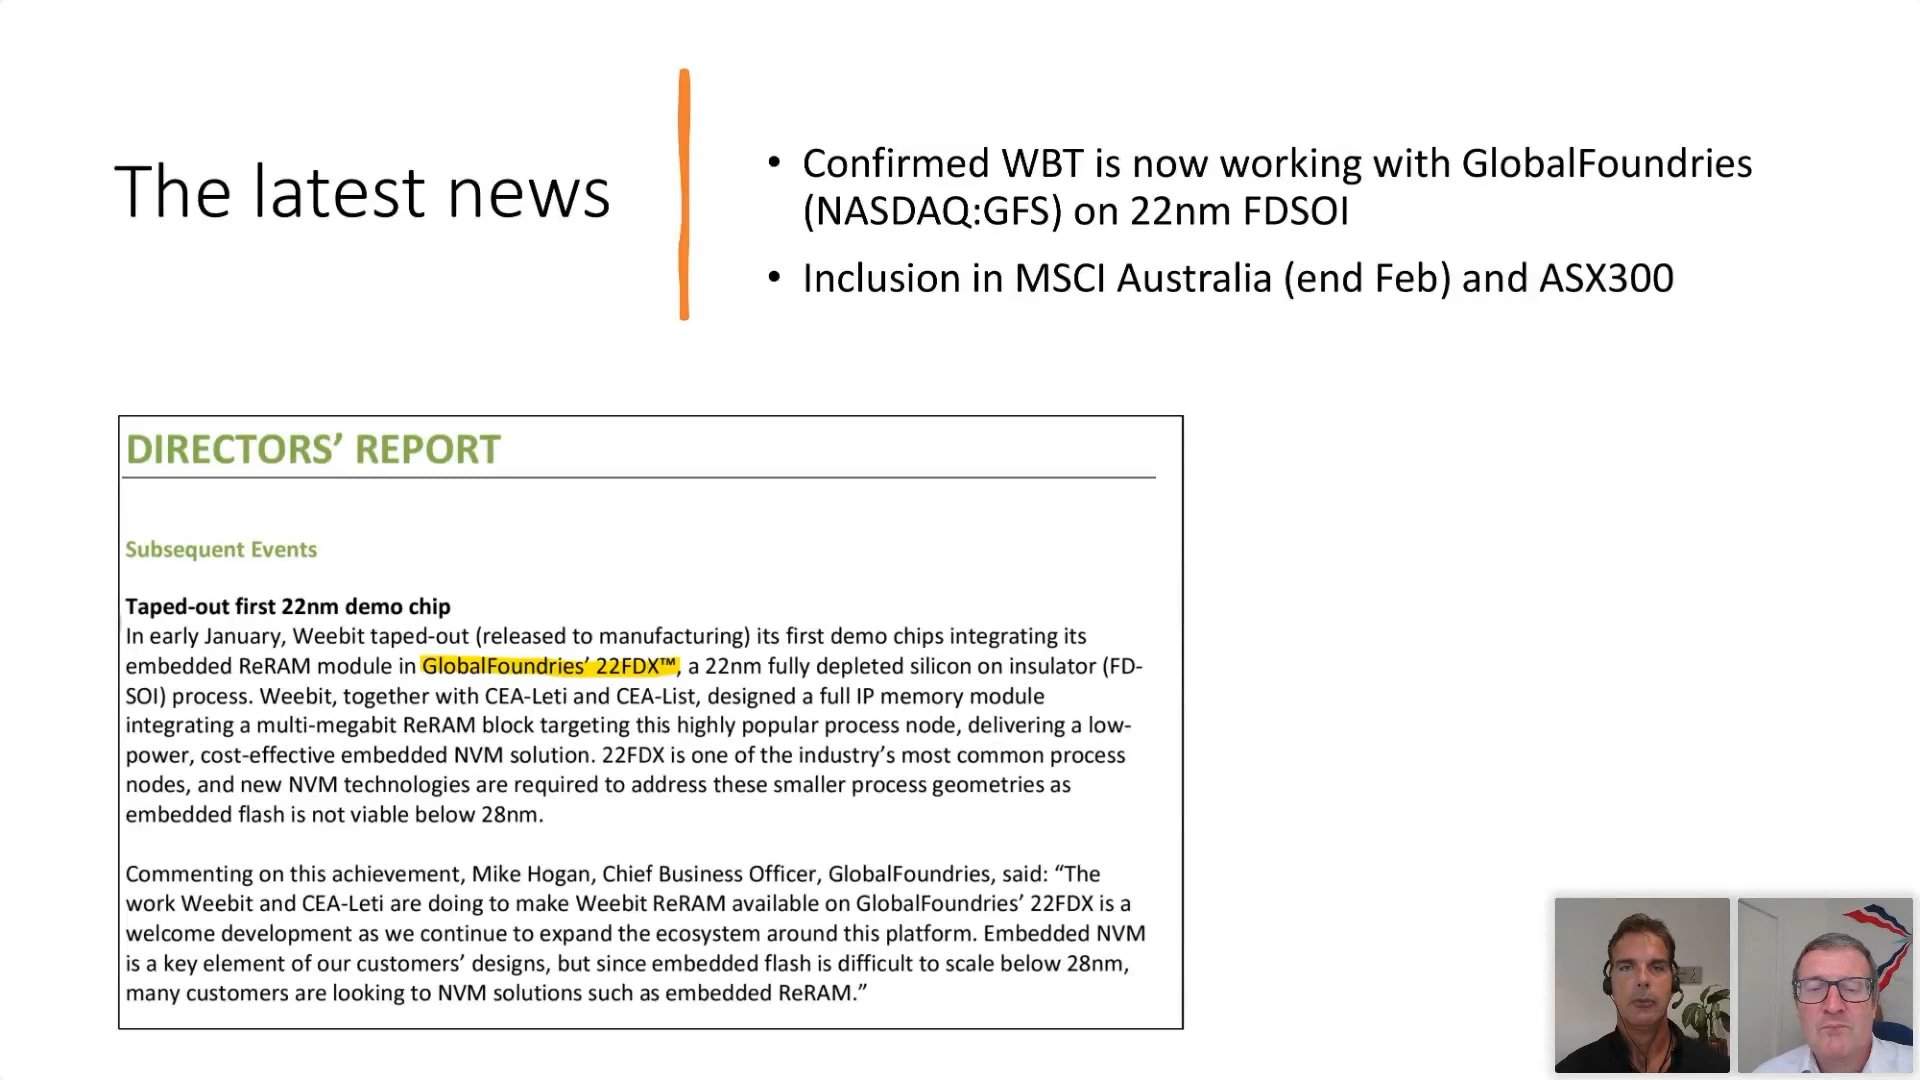 The latest news
• Confirmed WBT is now working with GlobalFoundries
(NASDAQ:GFS) on 22nm FDSOI
• Inclusion in MSCI Australia (end Feb) and ASX300
DIRECTORS’ REPORT
Subsequent Events
Taped-out first 22nm demo chip
In early January, Weebit taped-out (released to manufacturing) its first demo chips integrating its
embedded ReRAM module in GlobalFoundries’ 22FDX™, a 22nm fully depleted silicon on insulator (FD-
SOI) process. Weebit, together with CEA-Leti and CEA-List, designed a full IP memory module
integrating a multi-megabit ReRAM block targeting this highly popular process node, delivering a low-
power, cost-effective embedded NVM solution. 22FDX is one of the industry’s most common process
nodes, and new NVM technologies are required to address these smaller process geometries as
embedded flash is not viable below 28nm.
Commenting on this achievement, Mike Hogan, Chief Business Officer, GlobalFoundries, said: “The
work Weebit and CEA-Leti are doing to make Weebit ReRAM available on GlobalFoundries’ 22FDX is a
welcome development as we continue to expand the ecosystem around this platform. Embedded NVM
is a key element of our customers’ designs, but since embedded flash is difficult to scale below 28nm,
many customers are looking to NVM solutions such as embedded ReRAM.”